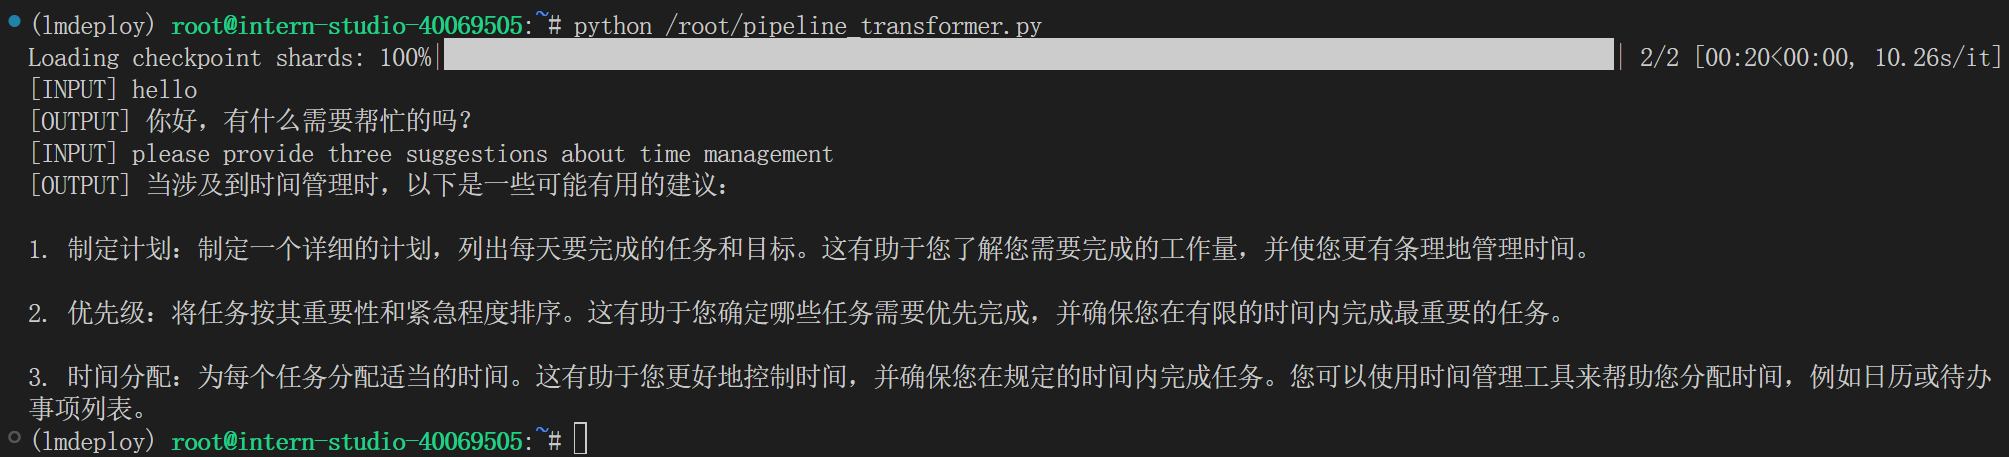 (lmdeploy) root@intern-studio-40069505:~# python /root/pipeline_transformer.py
Loading checkpoint shards: 100%| | 2/2 [00:20<00:00, 10.26s/it]
[INPUT] hello
[OUTPUT] 你好，有什么需要帮忙的吗？
[INPUT] please provide three suggestions about time management
[OUTPUT] 当涉及到时间管理时，以下是一些可能有用的建议：
1. 制定计划：制定一个详细的计划，列出每天要完成的任务和目标。这有助于您了解您需要完成的工作量，并使您更有条理地管理时间。
2. 优先级：将任务按其重要性和紧急程度排序。这有助于您确定哪些任务需要优先完成，并确保您在有限的时间内完成最重要的任务。
3. 时间分配：为每个任务分配适当的时间。这有助于您更好地控制时间，并确保您在规定的时间内完成任务。您可以使用时间管理工具来帮助您分配时间，例如日历或待办
事项列表。
(lmdeploy) root@intern-studio-40069505:~#